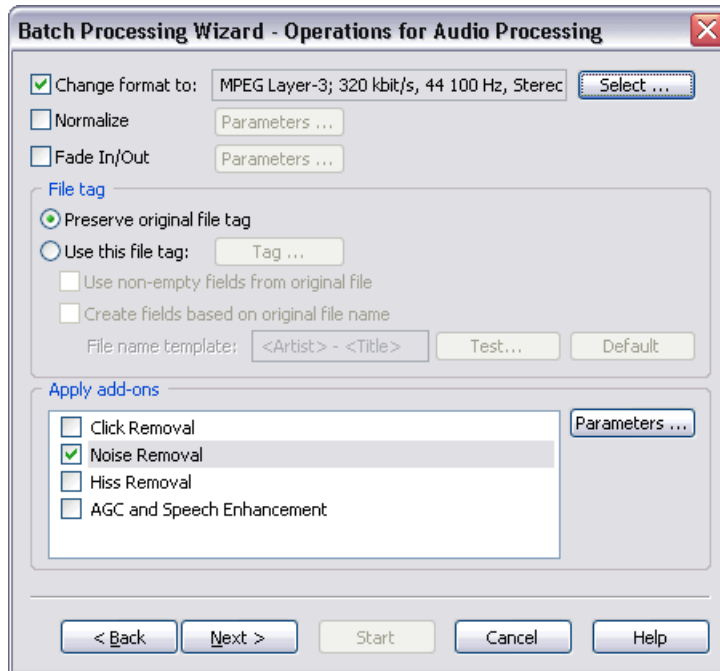 Batch Processing Wizard - Operations for Audio Processing
Change format to: MPEG Layer-3; 320 kbit/s, 44 100 Hz, Sterec Select ...
Normalize Parameters ...
Fade In/Out Parameters ...
File tag
Preserve original file tag
Use this file tag: Tag ...
Use non-empty fields from original file
Create fields based on original file name
File name template: <Artist> - <Title> Test... Default
Apply add-ons
Click Removal Parameters ...
Noise Removal
Hiss Removal
AGC and Speech Enhancement
< Back Next > Start Cancel Help